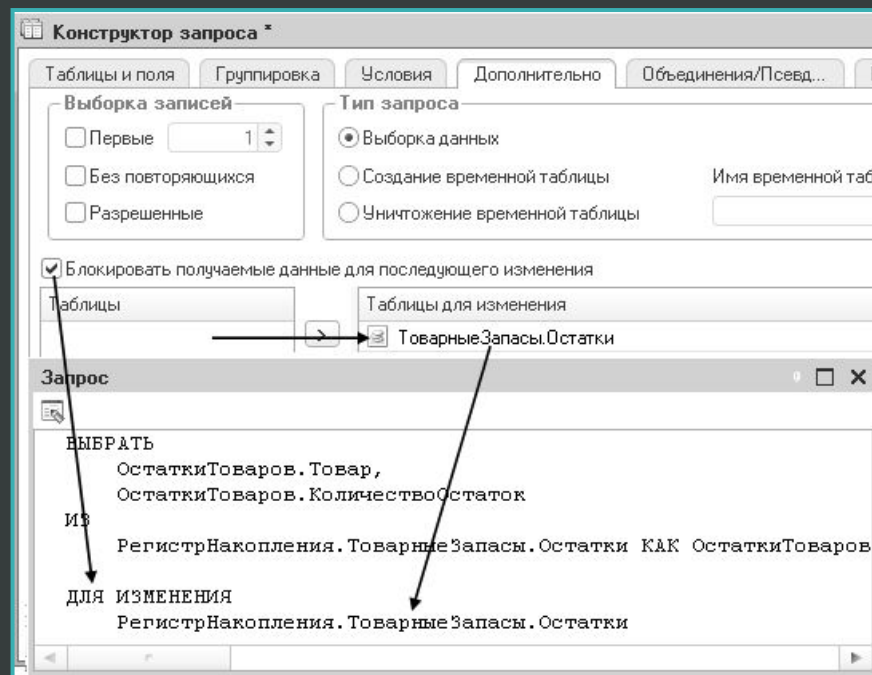 Конструктор запроса *
Таблицы и поля Группировка Условия Дополнительно Объединения/Псевд...
Выборка записей Тип запроса
Первые 1 Выборка данных
Без повторяющихся Создание временной таблицы Имя временной таб
Разрешенные Уничтожение временной таблицы
Блокировать получаемые данные для последующего изменения
Таблицы Таблицы для изменения
> ТоварныеЗапасы.Остатки
Запрос
ВЫБРАТЬ
ОстаткиТоваров.Товар,
ОстаткиТоваров.КоличествоОстаток
ИЗ
РегистрНакопления.ТоварныеЗапасы.Остатки КАК ОстаткиТоваров
ДЛЯ ИЗМЕНЕНИЯ
РегистрНакопления.ТоварныеЗапасы.Остатки